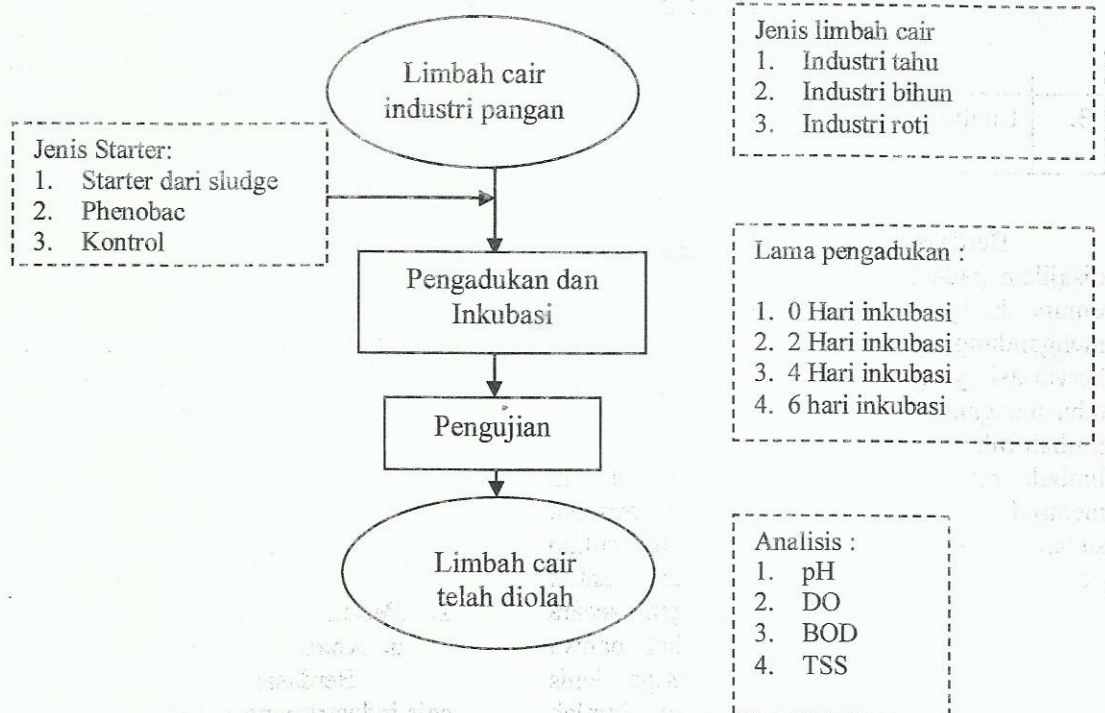 Limbah cair
industri pangan
Jenis limbah cair
1. Industri tahu
2. Industri bihun
3. Industri roti
Jenis Starter:
1. Starter dari sludge
2. Phenobac
3. Kontrol
Pengadukan dan
Inkubasi
Lama pengadukan :
1. 0 Hari inkubasi
2. 2 Hari inkubasi
3. 4 Hari inkubasi
4. 6 hari inkubasi
Pengujian
Limbah cair
telah diolah
Analisis :
1. pH
2. DO
3. BOD
4. TSS